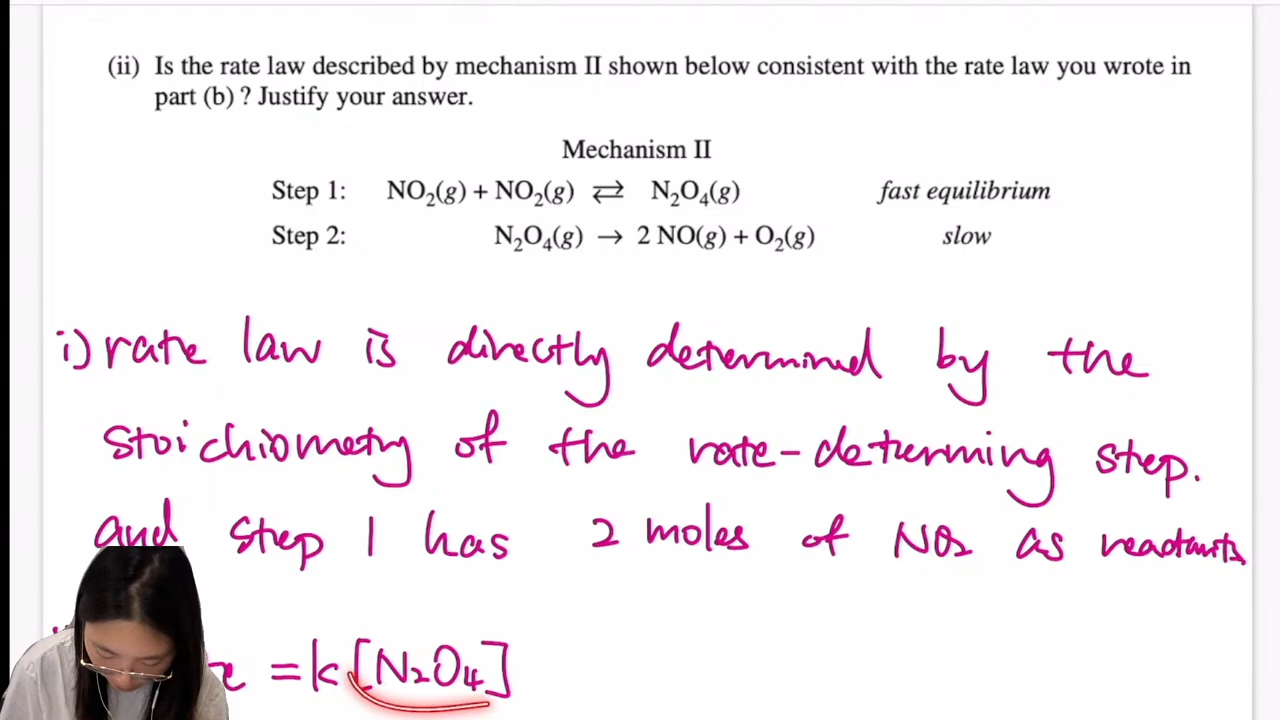 (ii) Is the rate law described by mechanism II shown below consistent with the rate law you wrote in
part (b) ? Justify your answer.
Mechanism II
Step 1: NO₂(g) + NO₂(g) ⇄ N₂O₄(g) fast equilibrium
Step 2: N₂O₄(g) → 2 NO(g) + O₂(g) slow
i) rate law is directly determined by the
stoichiometry of the rate-determining step.
and step 1 has 2 moles of NO₂ as reactants
= k[N₂O₄]